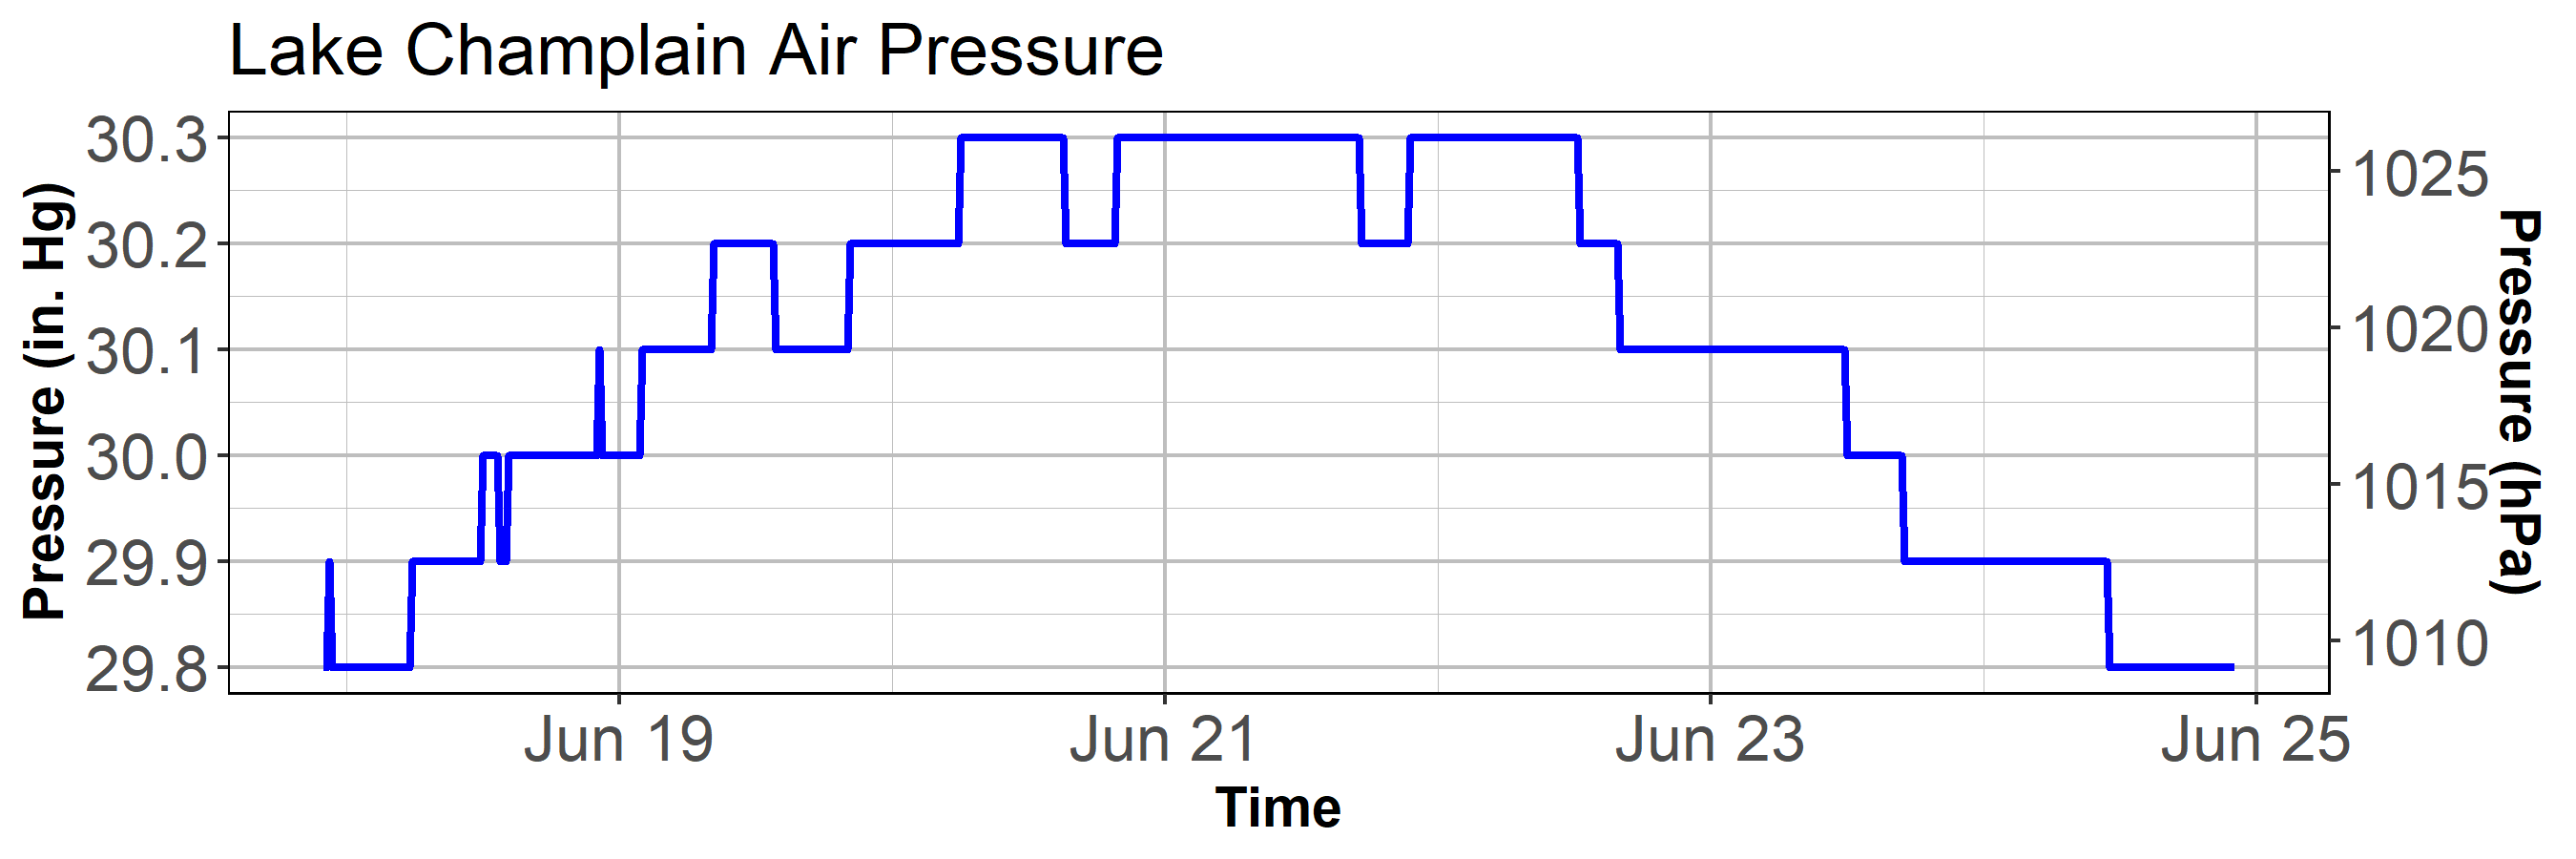 Lake Champlain Air Pressure
Pressure (in. Hg)
30.3
30.2
30.1
30.0
29.9
29.8
1025
1020
1015
1010
Pressure (hPa)
Jun 19 Jun 21 Jun 23 Jun 25
Time